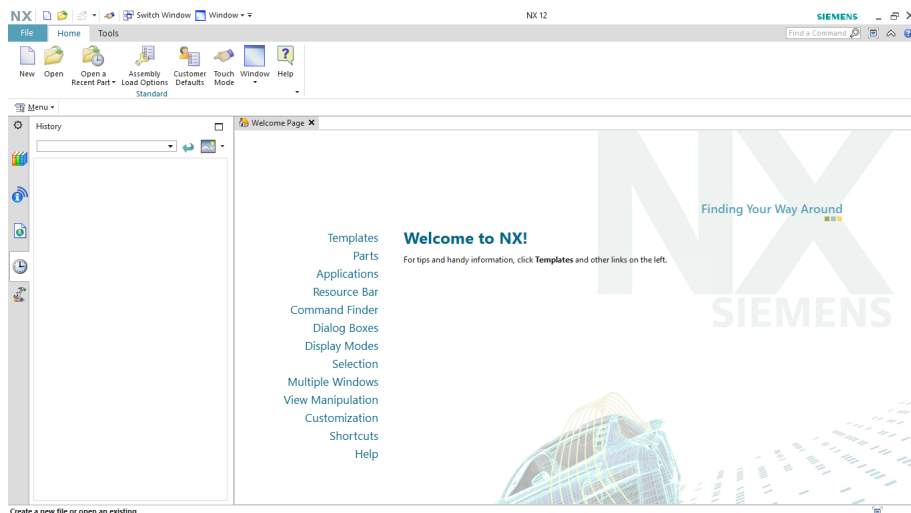 NX Switch Window Window NX 12 SIEMENS
File Home Tools Find a Command
New Open Open a Recent Part Assembly Load Options Customer Defaults Touch Mode Window Help
Standard
Menu
History
Welcome Page
NX
SIEMENS
Finding Your Way Around
Templates
Parts
Applications
Resource Bar
Command Finder
Dialog Boxes
Display Modes
Selection
Multiple Windows
View Manipulation
Customization
Shortcuts
Help
Welcome to NX!
For tips and handy information, click Templates and other links on the left.
Create a new file or open an existing